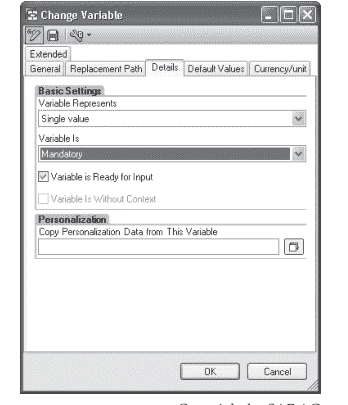 Change Variable
Extended
General Replacement Path Details Default Values Currency/unit
Basic Settings
Variable Represents
Single value
Variable Is
Mandatory
Variable is Ready for Input
Variable Is Without Context
Personalization
Copy Personalization Data from This Variable
OK Cancel